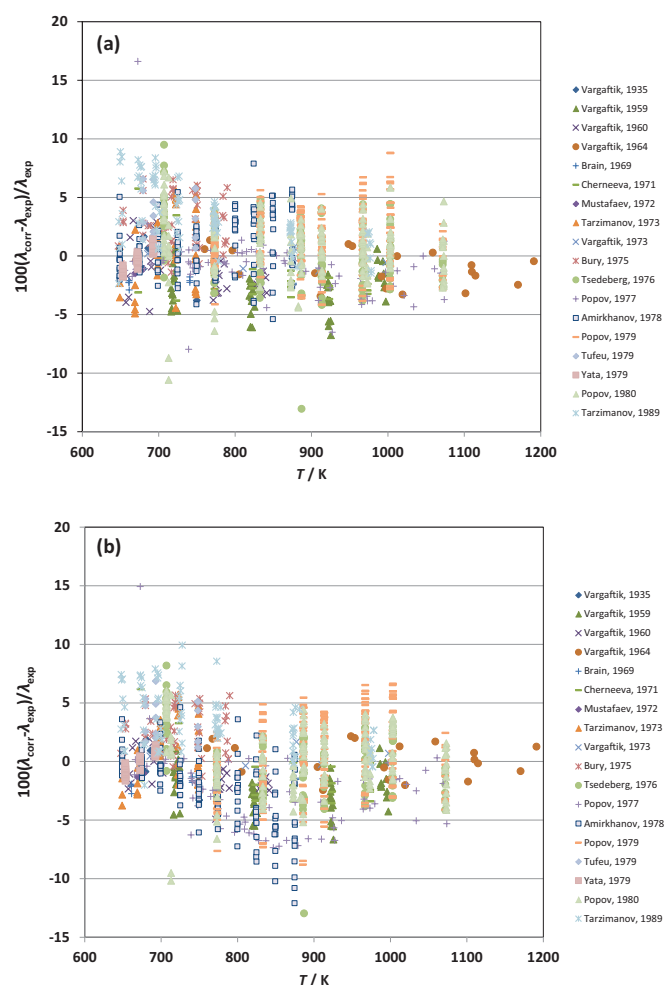 (a)
100(λcorr-λexp)/λexp
20
15
10
5
0
-5
-10
-15
600 700 800 900 1000 1100 1200
T / K
Vargaftik, 1935
Vargaftik, 1959
Vargaftik, 1960
Vargaftik, 1964
Brain, 1969
Cherneeva, 1971
Mustafaev, 1972
Tarzimanov, 1973
Vargaftik, 1973
Bury, 1975
Tsedeberg, 1976
Popov, 1977
Amirkhanov, 1978
Popov, 1979
Tufeu, 1979
Yata, 1979
Popov, 1980
Tarzimanov, 1989
(b)
100(λcorr-λexp)/λexp
20
15
10
5
0
-5
-10
-15
600 700 800 900 1000 1100 1200
T / K
Vargaftik, 1935
Vargaftik, 1959
Vargaftik, 1960
Vargaftik, 1964
Brain, 1969
Cherneeva, 1971
Mustafaev, 1972
Tarzimanov, 1973
Vargaftik, 1973
Bury, 1975
Tsedeberg, 1976
Popov, 1977
Amirkhanov, 1978
Popov, 1979
Tufeu, 1979
Yata, 1979
Popov, 1980
Tarzimanov, 1989